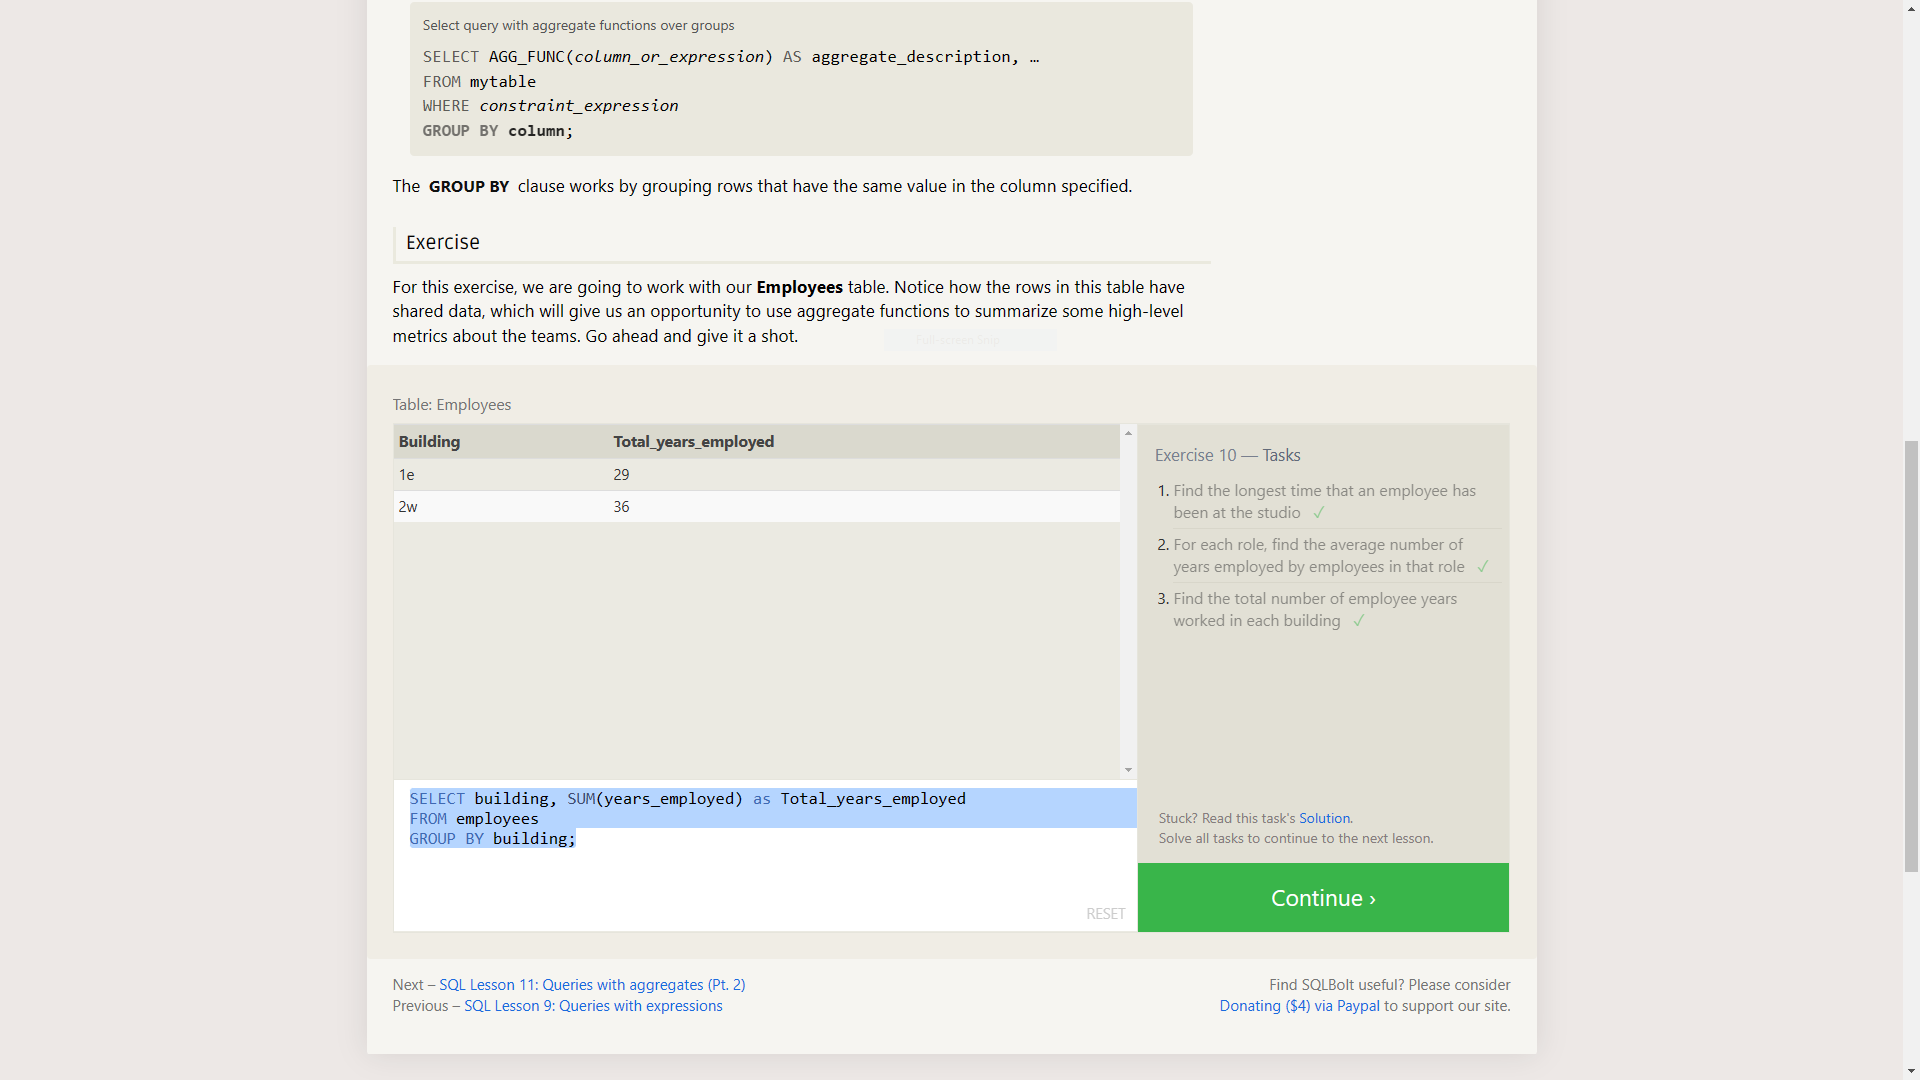 Select query with aggregate functions over groups
SELECT AGG_FUNC(column_or_expression) AS aggregate_description, …
FROM mytable
WHERE constraint_expression
GROUP BY column;
The GROUP BY clause works by grouping rows that have the same value in the column specified.
Exercise
For this exercise, we are going to work with our Employees table. Notice how the rows in this table have
shared data, which will give us an opportunity to use aggregate functions to summarize some high-level
metrics about the teams. Go ahead and give it a shot.
Full-screen Snip
Table: Employees
Building Total_years_employed
1e 29
2w 36
SELECT building, SUM(years_employed) as Total_years_employed
FROM employees
GROUP BY building;
RESET
Exercise 10 — Tasks
1. Find the longest time that an employee has
been at the studio ✓
2. For each role, find the average number of
years employed by employees in that role ✓
3. Find the total number of employee years
worked in each building ✓
Stuck? Read this task's Solution.
Solve all tasks to continue to the next lesson.
Continue ›
Next – SQL Lesson 11: Queries with aggregates (Pt. 2)
Previous – SQL Lesson 9: Queries with expressions
Find SQLBolt useful? Please consider
Donating ($4) via Paypal to support our site.